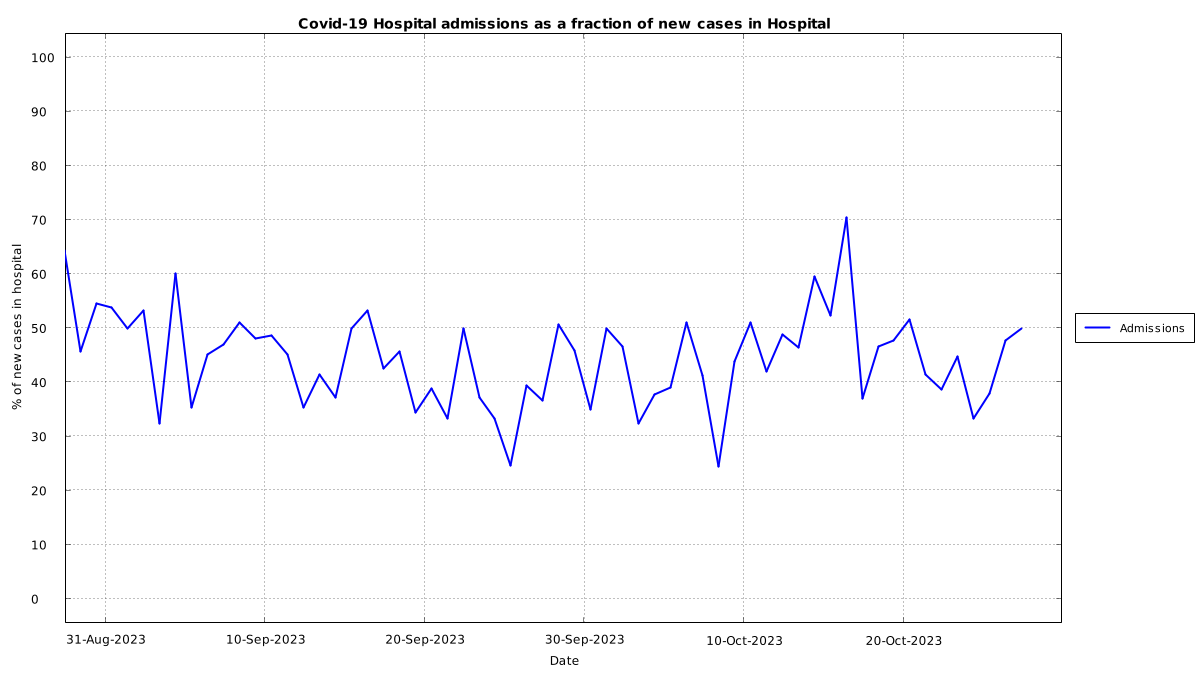 Covid-19 Hospital admissions as a fraction of new cases in Hospital
100
90
80
70
60
50
40
30
20
10
0
% of new cases in hospital
31-Aug-2023 10-Sep-2023 20-Sep-2023 30-Sep-2023 10-Oct-2023 20-Oct-2023
Date
Admissions